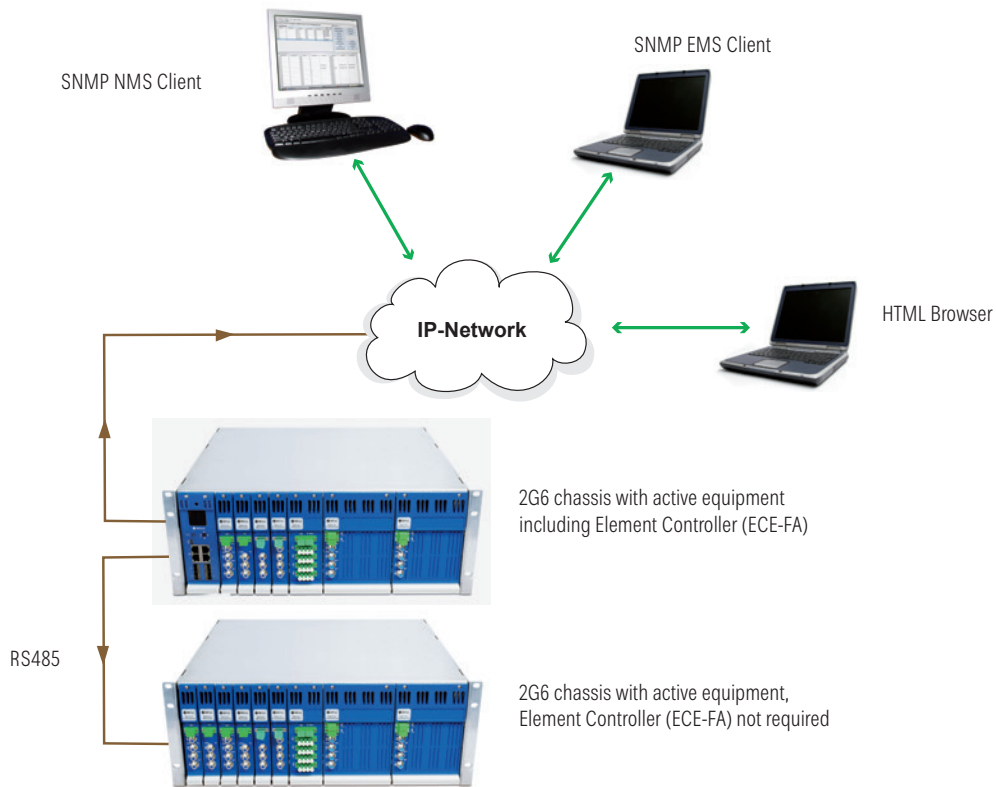 SNMP EMS Client
SNMP NMS Client
HTML Browser
IP-Network
2G6 chassis with active equipment
including Element Controller (ECE-FA)
RS485
2G6 chassis with active equipment,
Element Controller (ECE-FA) not required